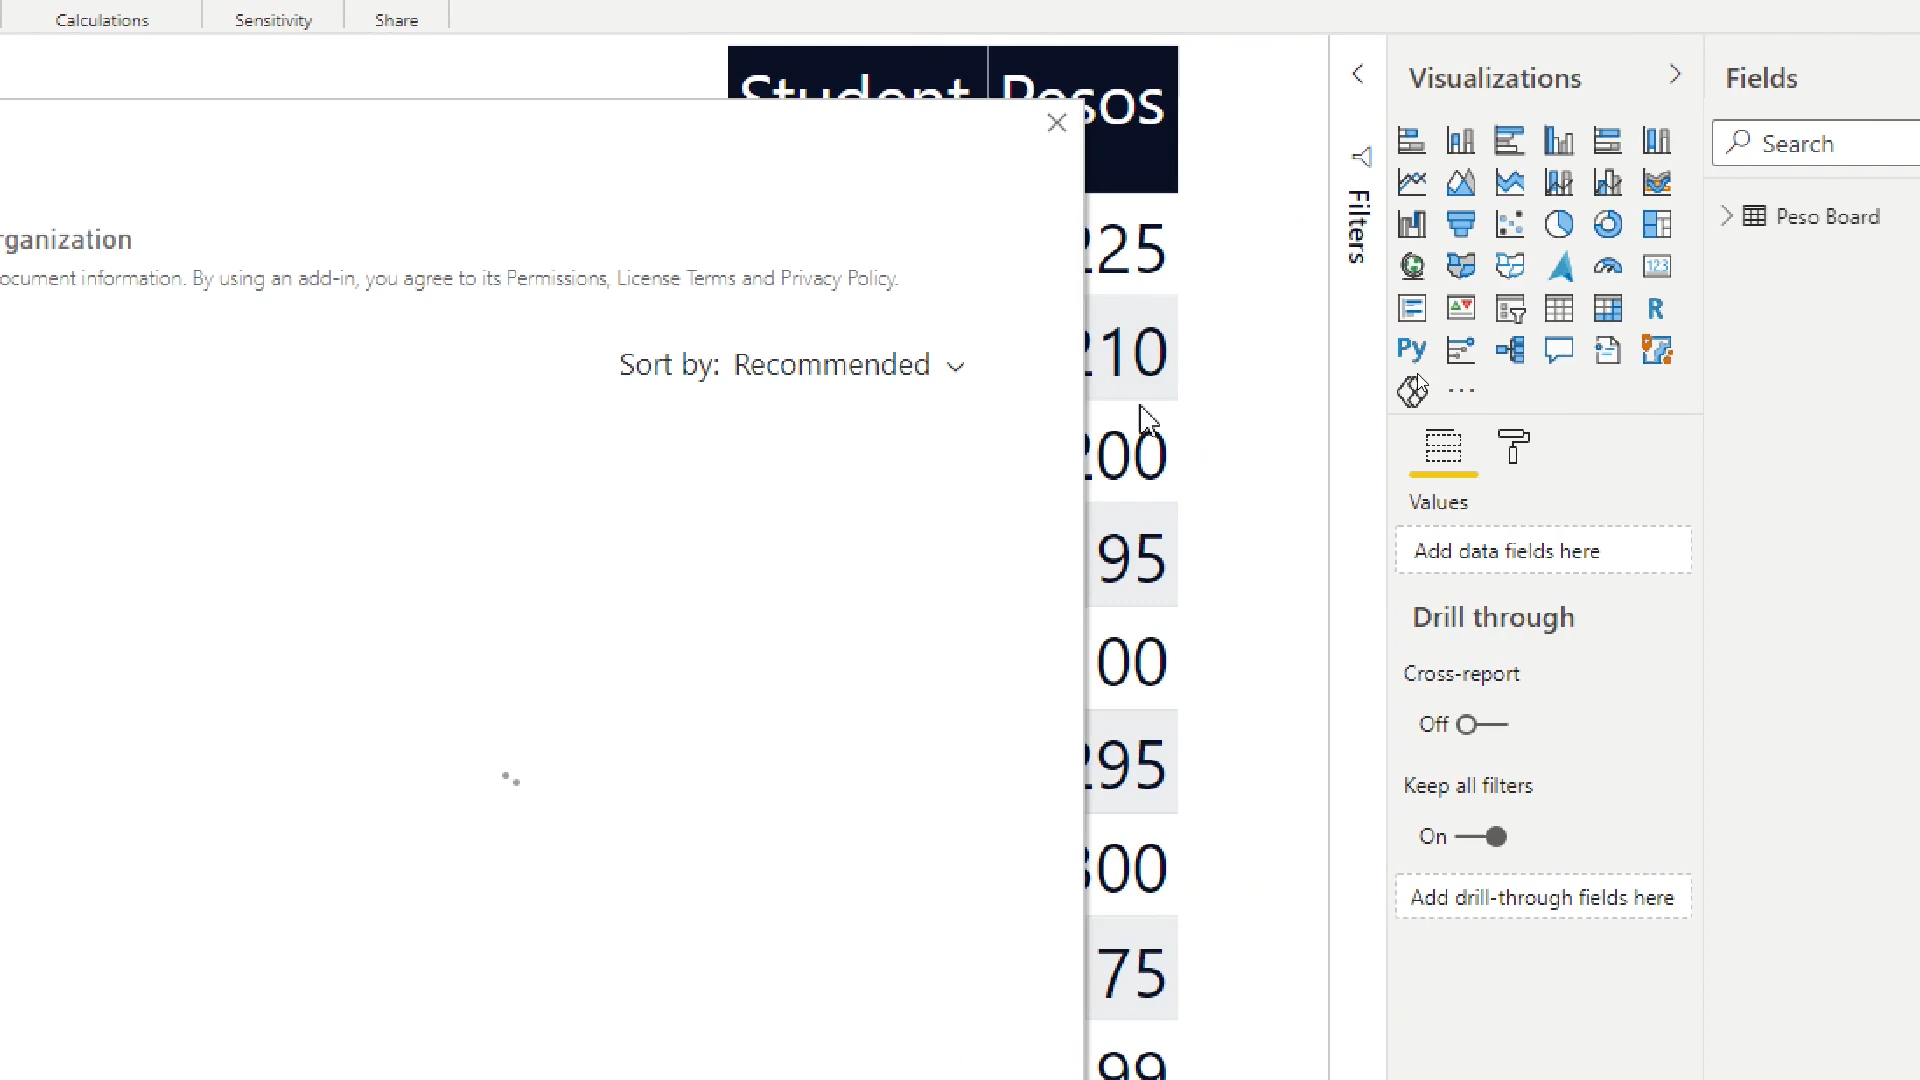 Calculations
Sensitivity
Share
Student
Pesos
rganization
ocument information. By using an add-in, you agree to its Permissions, License Terms and Privacy Policy.
Sort by: Recommended
225
210
200
95
00
295
300
75
99
Filters
Visualizations
123
R
Py
...
Values
Add data fields here
Drill through
Cross-report
Off
Keep all filters
On
Add drill-through fields here
Fields
Search
Peso Board